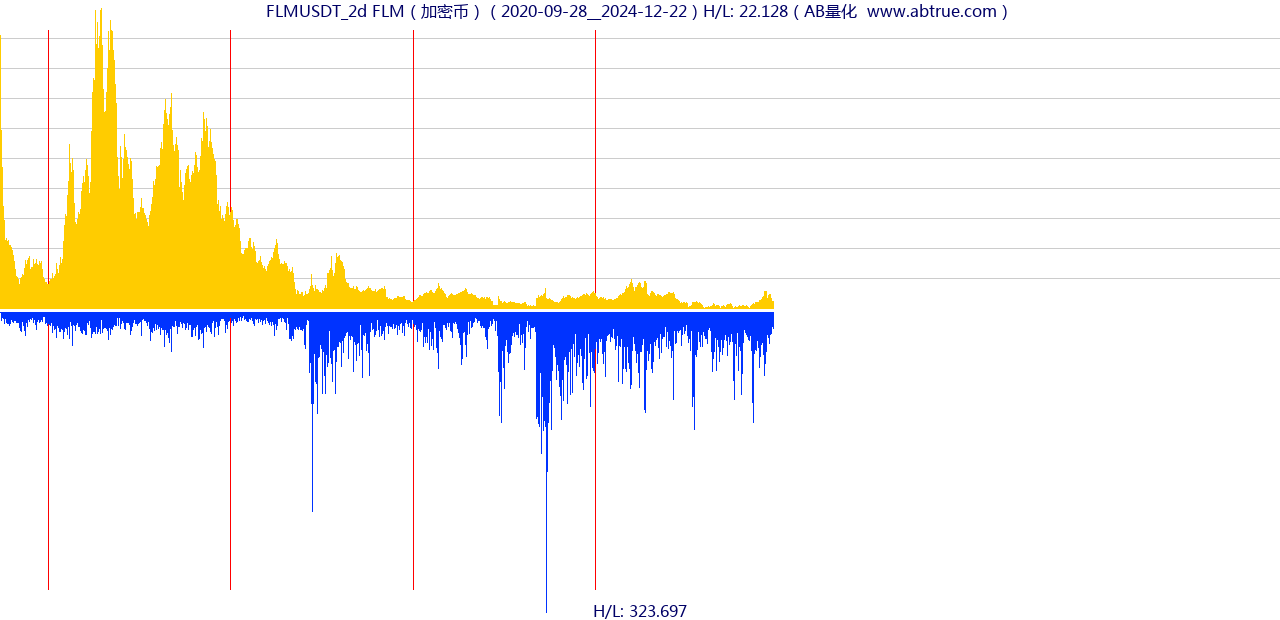 FLMUSDT_2d FLM（加密币）（2020-09-28__2024-12-22）H/L: 22.128（AB量化  www.abtrue.com）
H/L: 323.697